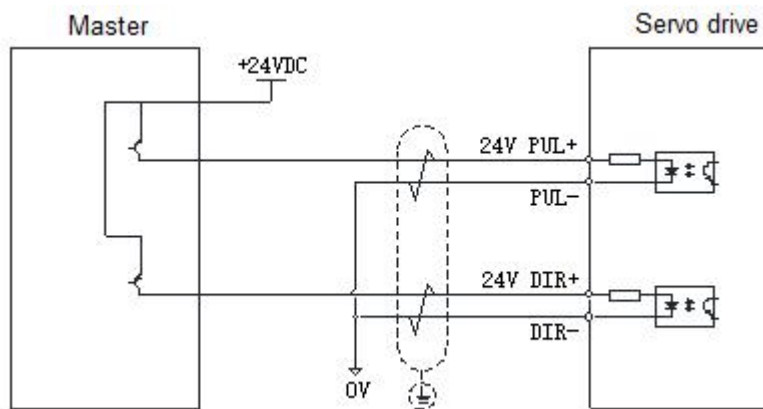 Master
Servo drive
+24VDC
24V PUL+
PUL-
24V DIR+
DIR-
0V